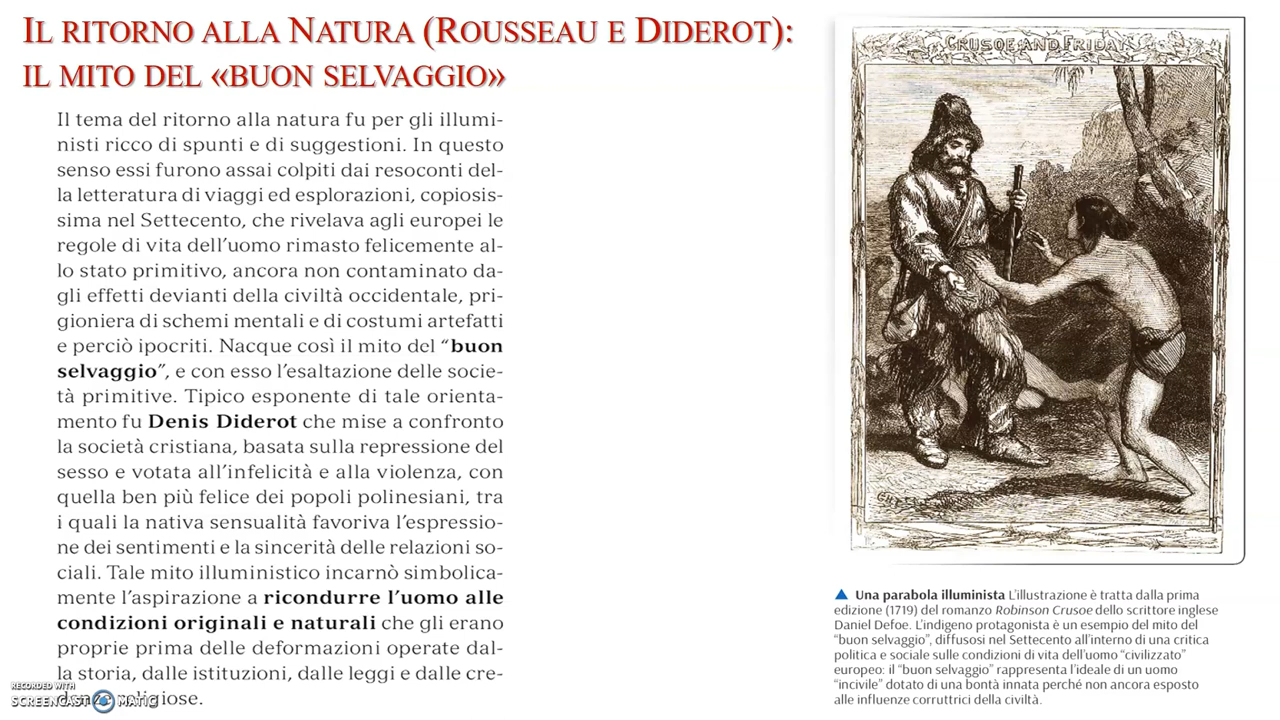 IL RITORNO ALLA NATURA (ROUSSEAU E DIDEROT):
IL MITO DEL «BUON SELVAGGIO»
Il tema del ritorno alla natura fu per gli illumi-
nisti ricco di spunti e di suggestioni. In questo
senso essi furono assai colpiti dai resoconti del-
la letteratura di viaggi ed esplorazioni, copiosis-
sima nel Settecento, che rivelava agli europei le
regole di vita dell'uomo rimasto felicemente al-
lo stato primitivo, ancora non contaminato da-
gli effetti devianti della civiltà occidentale, pri-
gioniera di schemi mentali e di costumi artefatti
e perciò ipocriti. Nacque così il mito del "buon
selvaggio", e con esso l'esaltazione delle socie-
tà primitive. Tipico esponente di tale orienta-
mento fu Denis Diderot che mise a confronto
la società cristiana, basata sulla repressione del
sesso e votata all'infelicità e alla violenza, con
quella ben più felice dei popoli polinesiani, tra
i quali la nativa sensualità favoriva l'espressio-
ne dei sentimenti e la sincerità delle relazioni so-
ciali. Tale mito illuministico incarnò simbolica-
mente l'aspirazione a ricondurre l'uomo alle
condizioni originali e naturali che gli erano
proprie prima delle deformazioni operate dal-
la storia, dalle istituzioni, dalle leggi e dalle cre-
denze religiose.
RECORDED WITH
SCREENCAST MATIC
CRUSOE AND FRIDAY
▲ Una parabola illuminista L'illustrazione è tratta dalla prima
edizione (1719) del romanzo Robinson Crusoe dello scrittore inglese
Daniel Defoe. L'indigeno protagonista è un esempio del mito del
"buon selvaggio", diffusosi nel Settecento all'interno di una critica
politica e sociale sulle condizioni di vita dell'uomo "civilizzato"
europeo: il "buon selvaggio" rappresenta l'ideale di un uomo
"incivile" dotato di una bontà innata perché non ancora esposto
alle influenze corruttrici della civiltà.